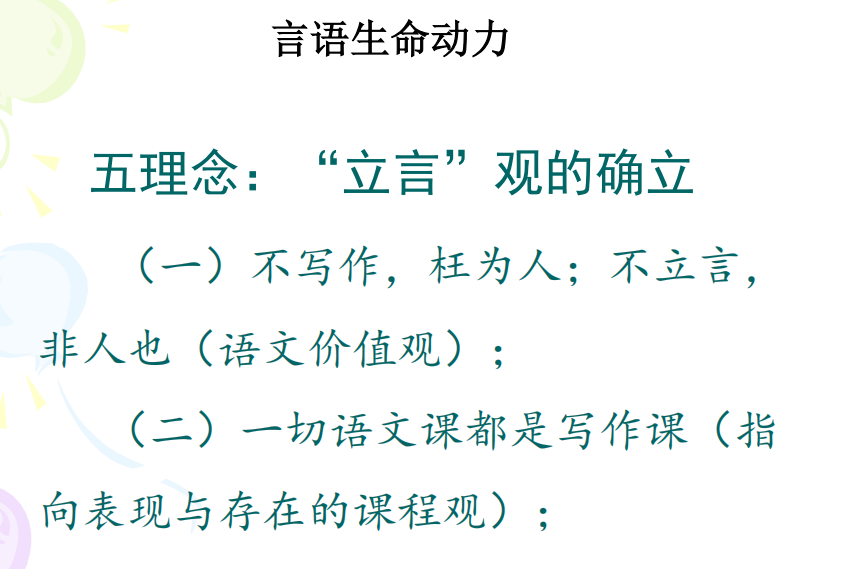 言语生命动力
五理念：“立言”观的确立
（一）不写作，枉为人；不立言，
非人也（语文价值观）；
（二）一切语文课都是写作课（指
向表现与存在的课程观）；